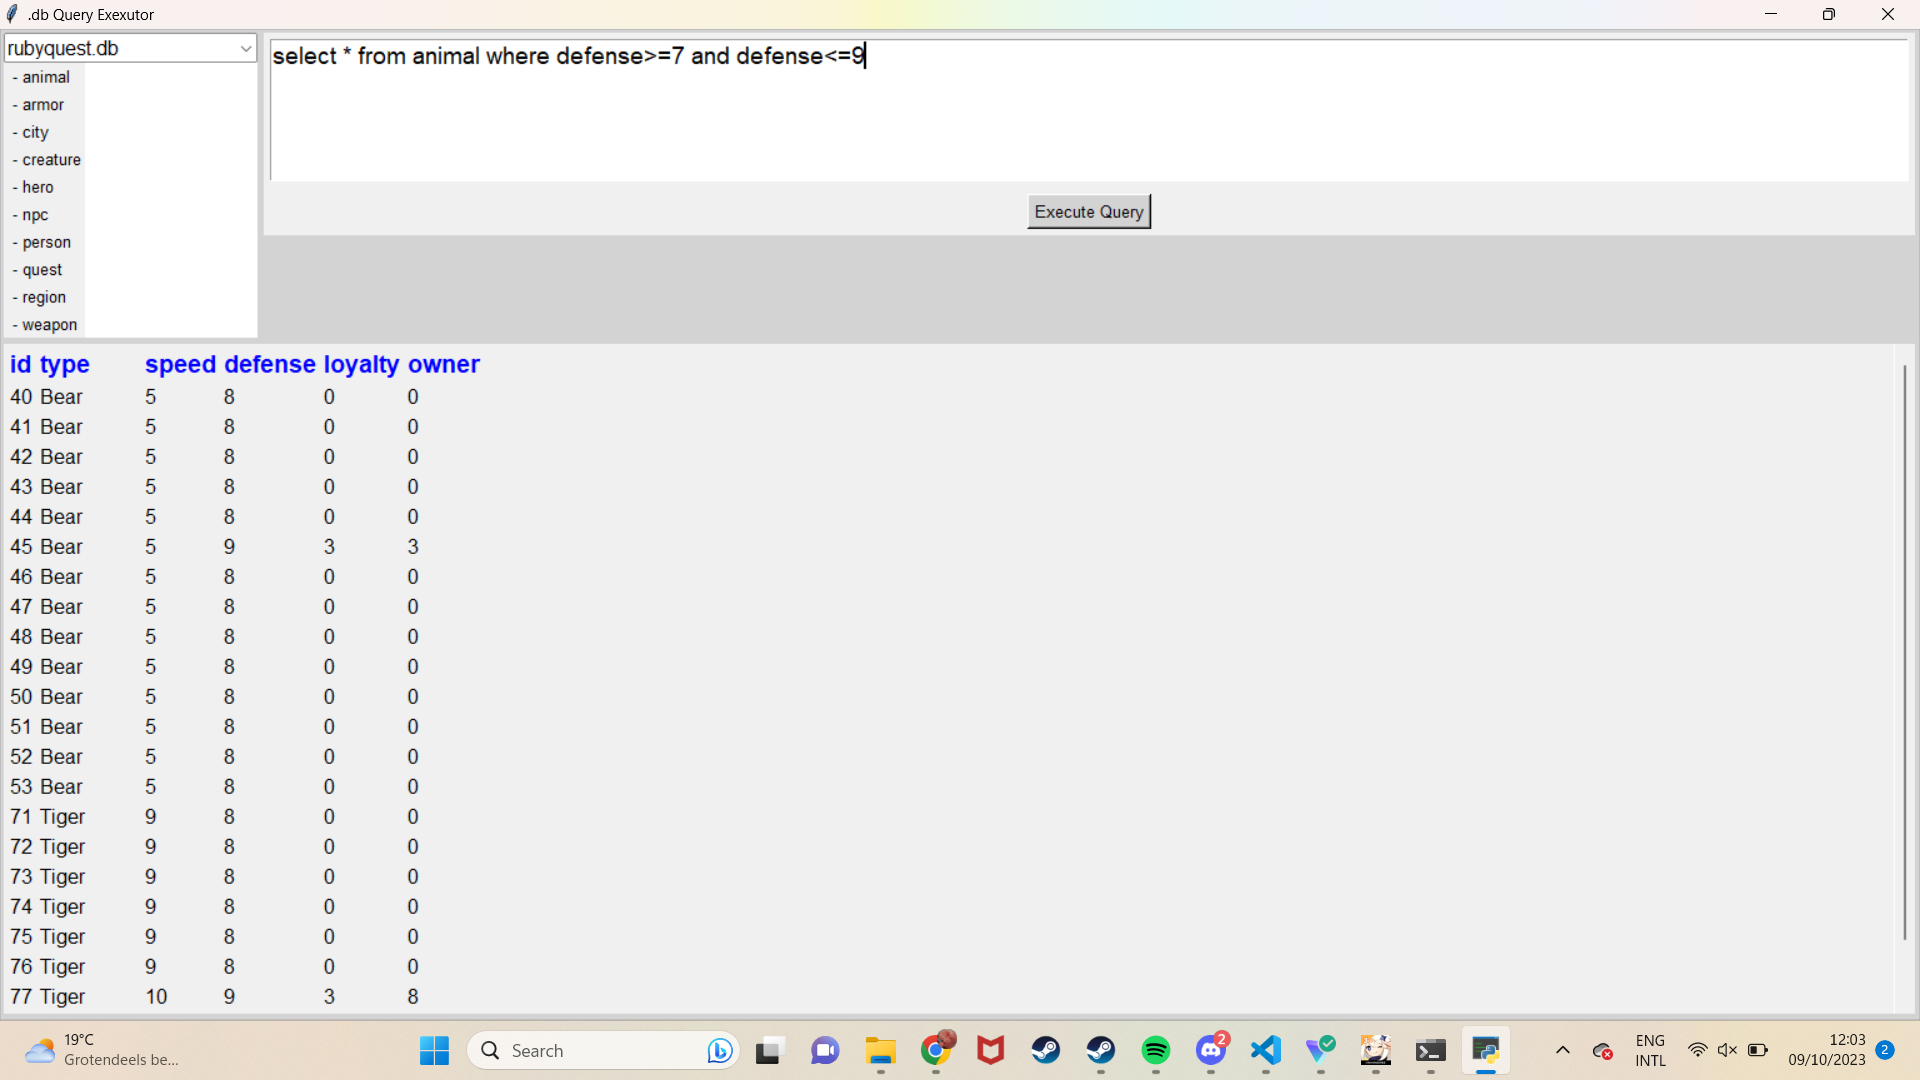 .db Query Exexutor
rubyquest.db
- animal
- armor
- city
- creature
- hero
- npc
- person
- quest
- region
- weapon
select * from animal where defense>=7 and defense<=9
Execute Query
id type speed defense loyalty owner
40 Bear 5 8 0 0
41 Bear 5 8 0 0
42 Bear 5 8 0 0
43 Bear 5 8 0 0
44 Bear 5 8 0 0
45 Bear 5 9 3 3
46 Bear 5 8 0 0
47 Bear 5 8 0 0
48 Bear 5 8 0 0
49 Bear 5 8 0 0
50 Bear 5 8 0 0
51 Bear 5 8 0 0
52 Bear 5 8 0 0
53 Bear 5 8 0 0
71 Tiger 9 8 0 0
72 Tiger 9 8 0 0
73 Tiger 9 8 0 0
74 Tiger 9 8 0 0
75 Tiger 9 8 0 0
76 Tiger 9 8 0 0
77 Tiger 10 9 3 8
19°C
Grotendeels be...
Search
2
ENG
INTL
12:03
09/10/2023
2